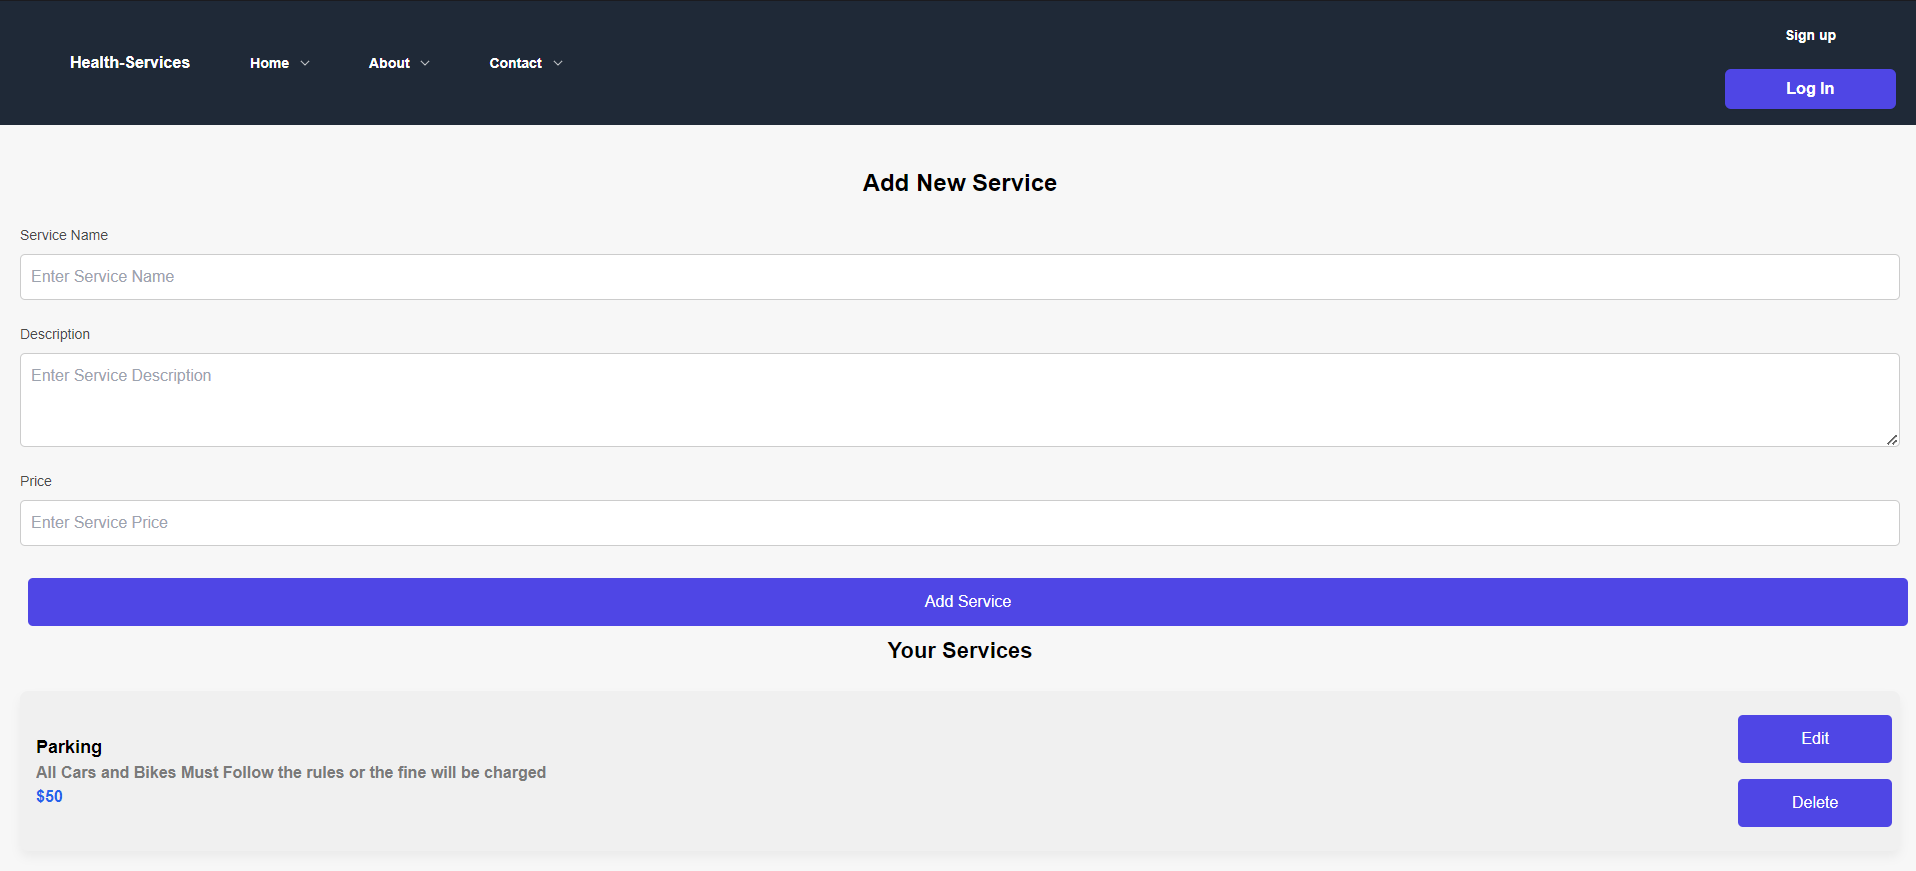 Health-Services Home About Contact
Sign up
Log In
Add New Service
Service Name
Enter Service Name
Description
Enter Service Description
Price
Enter Service Price
Add Service
Your Services
Parking
All Cars and Bikes Must Follow the rules or the fine will be charged
$50
Edit
Delete